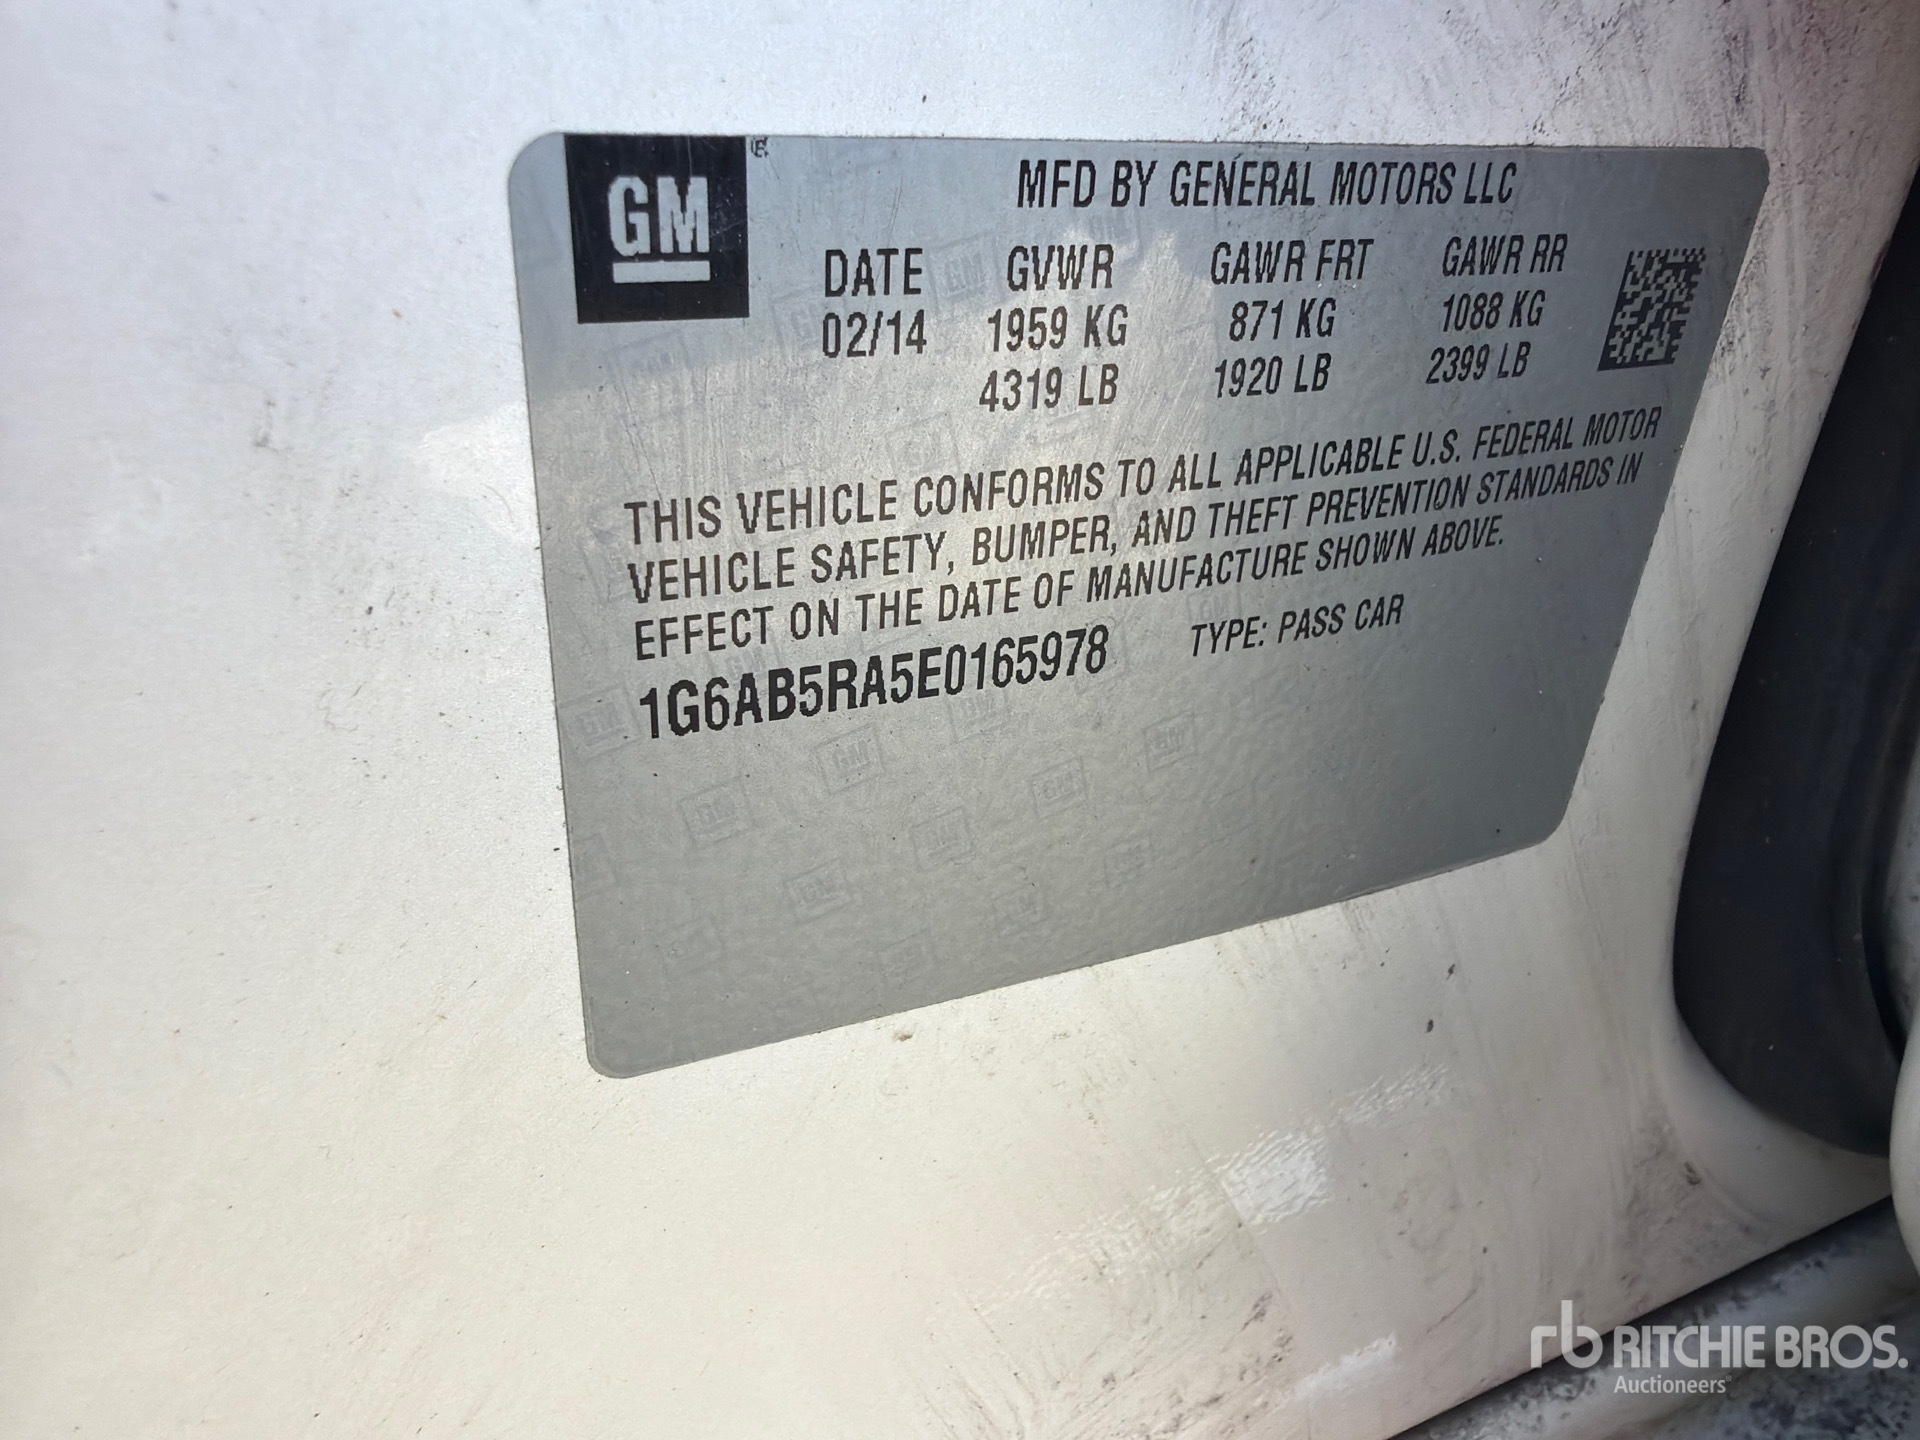 GM
MFD BY GENERAL MOTORS LLC
DATE GVWR GAWR FRT GAWR RR
02/14 1959 KG 871 KG 1088 KG
4319 LB 1920 LB 2399 LB
THIS VEHICLE CONFORMS TO ALL APPLICABLE U.S. FEDERAL MOTOR
VEHICLE SAFETY, BUMPER, AND THEFT PREVENTION STANDARDS IN
EFFECT ON THE DATE OF MANUFACTURE SHOWN ABOVE.
1G6AB5RA5E0165978 TYPE: PASS CAR
rb RITCHIE BROS.
Auctioneers